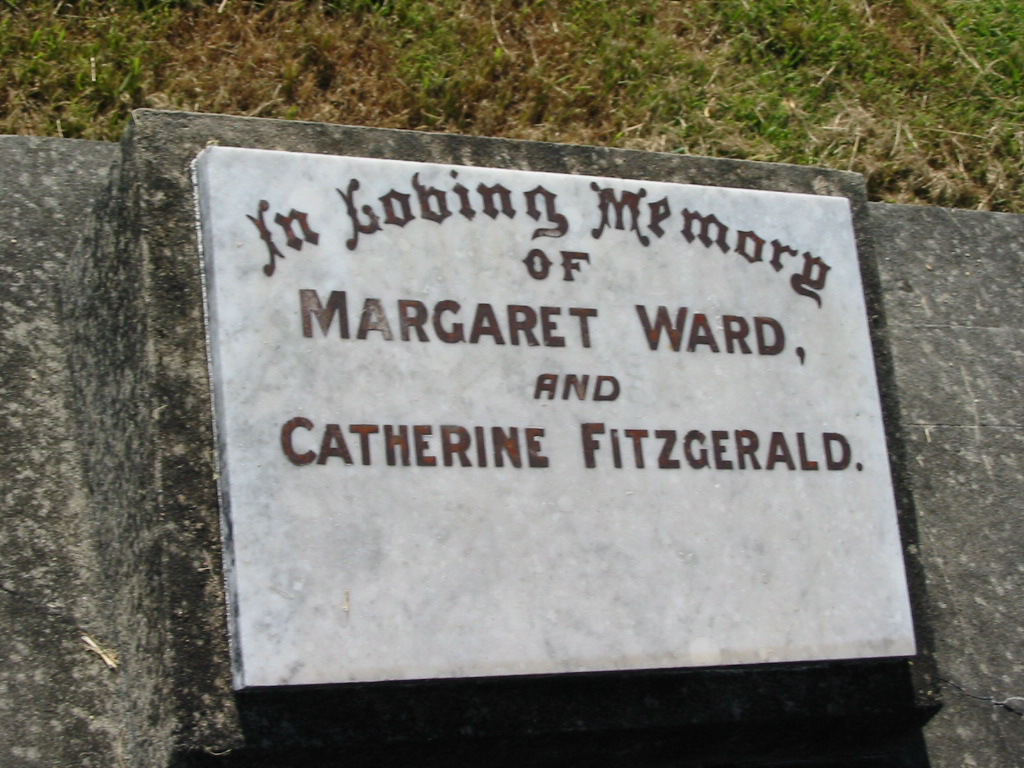 In Loving Memory
OF
MARGARET WARD,
AND
CATHERINE FITZGERALD.